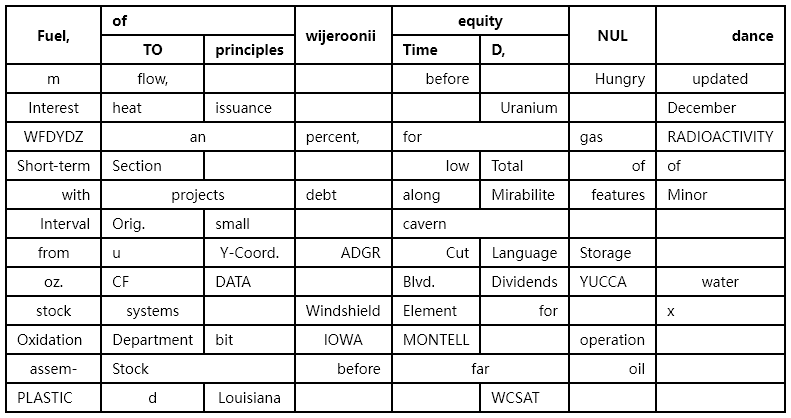 Fuel, of wijeroonii equity NUL dance
TO principles Time D,
m flow, before Hungry updated
Interest heat issuance Uranium December
WFDYDZ an percent, for gas RADIOACTIVITY
Short-term Section low Total of of
with projects debt along Mirabilite features Minor
Interval Orig. small cavern
from u Y-Coord. ADGR Cut Language Storage
oz. CF DATA Blvd. Dividends YUCCA water
stock systems Windshield Element for x
Oxidation Department bit IOWA MONTELL operation
assem- Stock before far oil
PLASTIC d Louisiana WCSAT